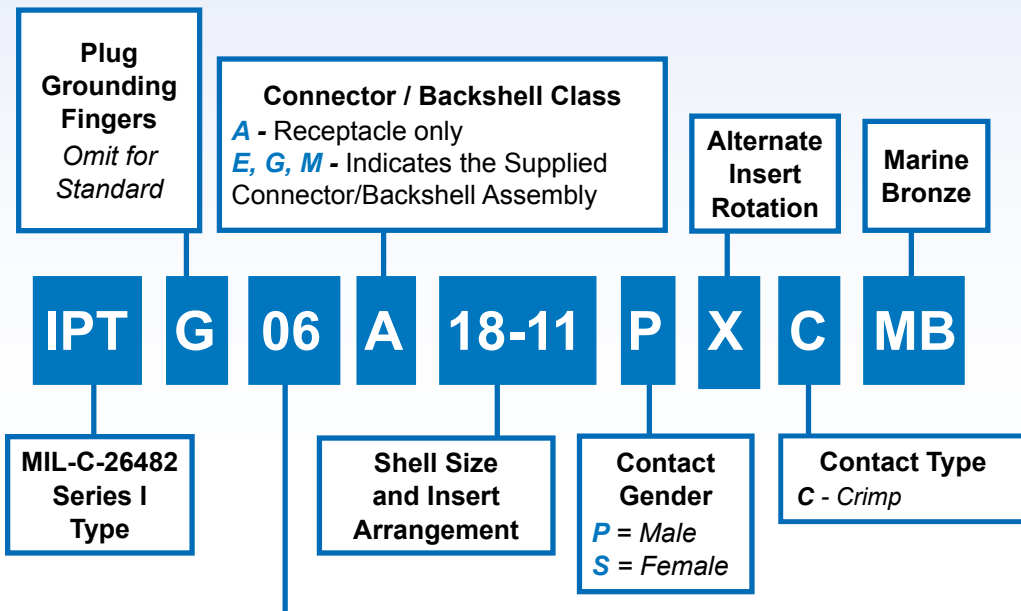 Plug
Grounding
Fingers
Omit for
Standard
Connector / Backshell Class
A - Receptacle only
E, G, M - Indicates the Supplied
Connector/Backshell Assembly
Alternate
Insert
Rotation
Marine
Bronze
IPT G 06 A 18-11 P X C MB
MIL-C-26482
Series I
Type
Shell Size
and Insert
Arrangement
Contact
Gender
P = Male
S = Female
Contact Type
C - Crimp